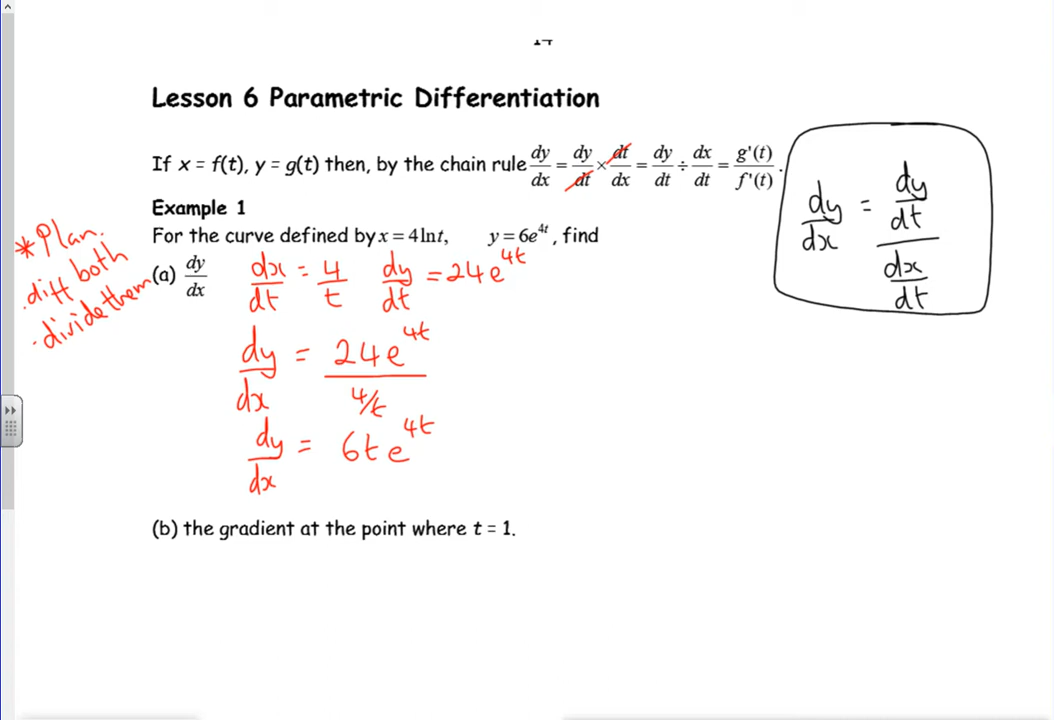 Lesson 6 Parametric Differentiation
If x = f(t), y = g(t) then, by the chain rule dy/dx = dy/dt × dt/dx = dy/dt ÷ dx/dt = g'(t)/f'(t).
dy/dx = (dy/dt)/(dx/dt)
Example 1
For the curve defined by x = 4 ln t, y = 6e^{4t}, find
*Plan.
.diff both
.divide them
(a) dy/dx
dx/dt = 4/t dy/dt = 24e^{4t}
dy/dx = 24e^{4t}/(4/t)
dy/dx = 6te^{4t}
(b) the gradient at the point where t = 1.